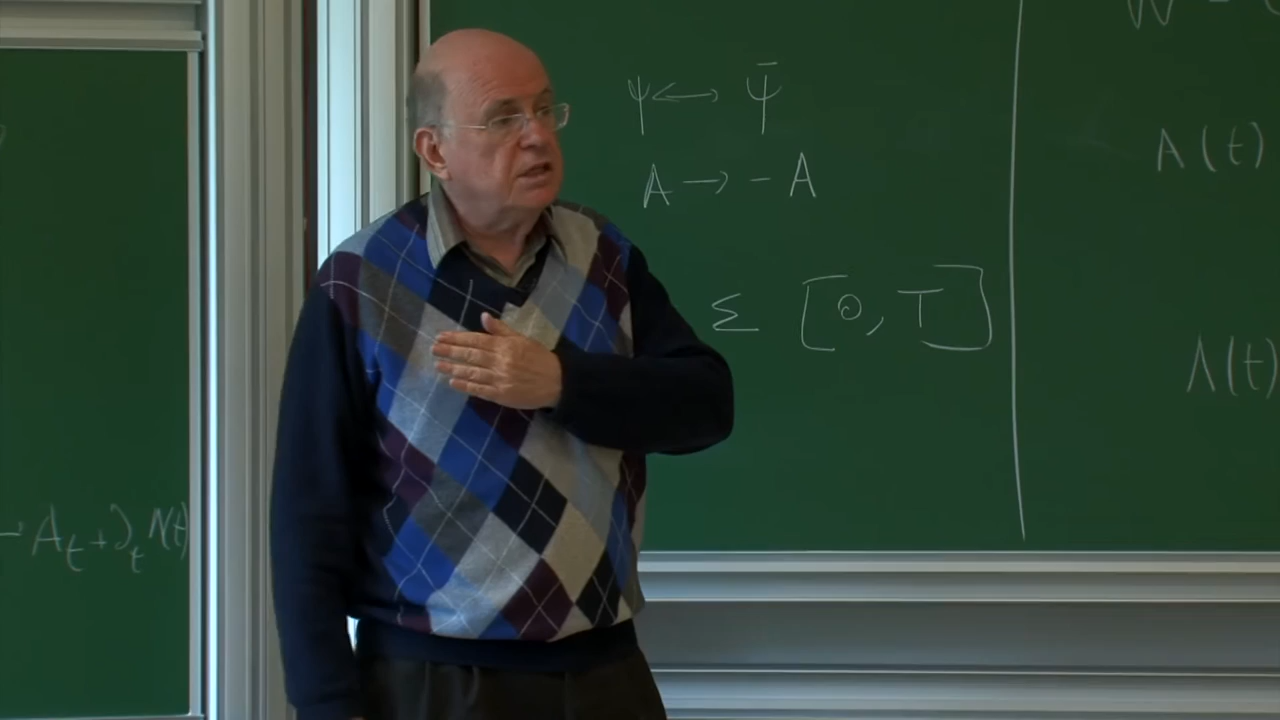 → A_t + ∂_t Λ(t)
ψ ⟷ ψ̄
A → - A
Σ [0, T]
A(t)
Λ(t)